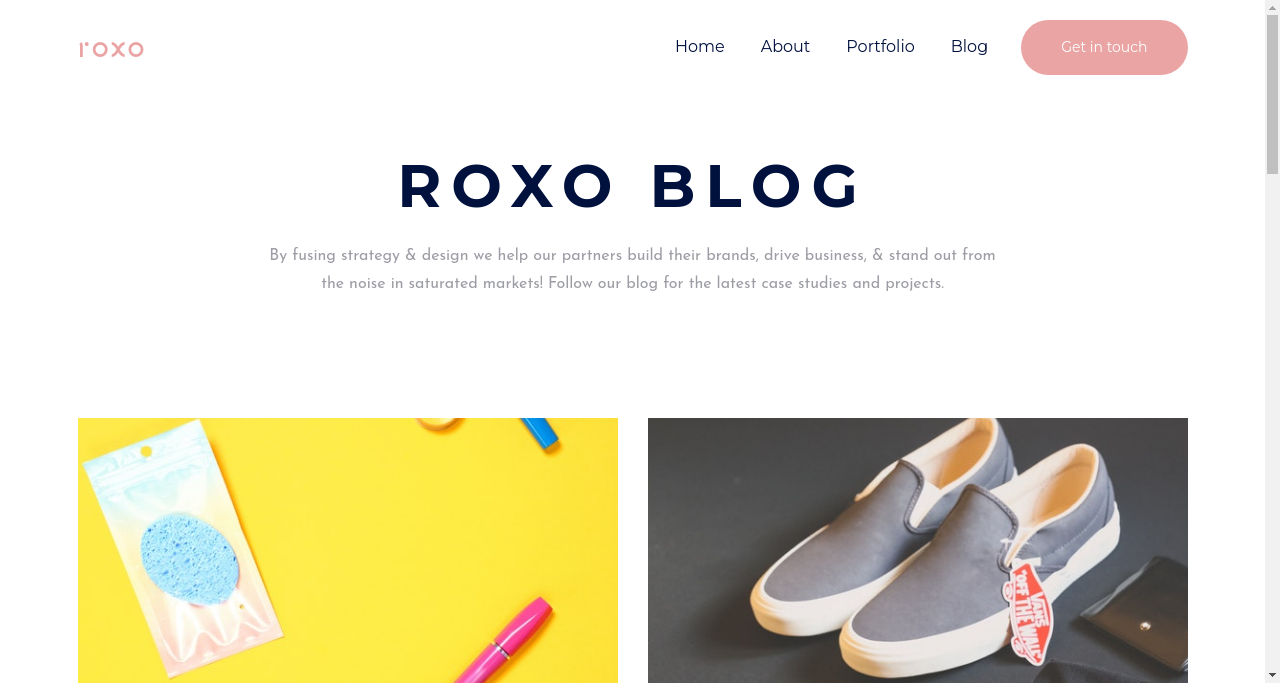 roxo
Home About Portfolio Blog Get in touch
ROXO BLOG
By fusing strategy & design we help our partners build their brands, drive business, & stand out from
the noise in saturated markets! Follow our blog for the latest case studies and projects.
VANS
"OFF THE WALL"